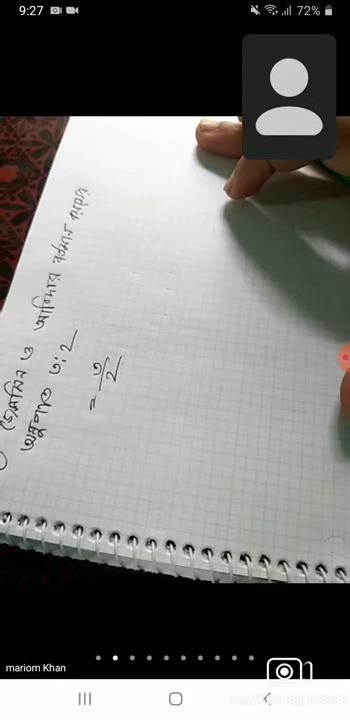 9:27
72%
ও আবিদার বর্তমান বয়সের
অনুপাত ৩:২
= ৩/২
mariom Khan